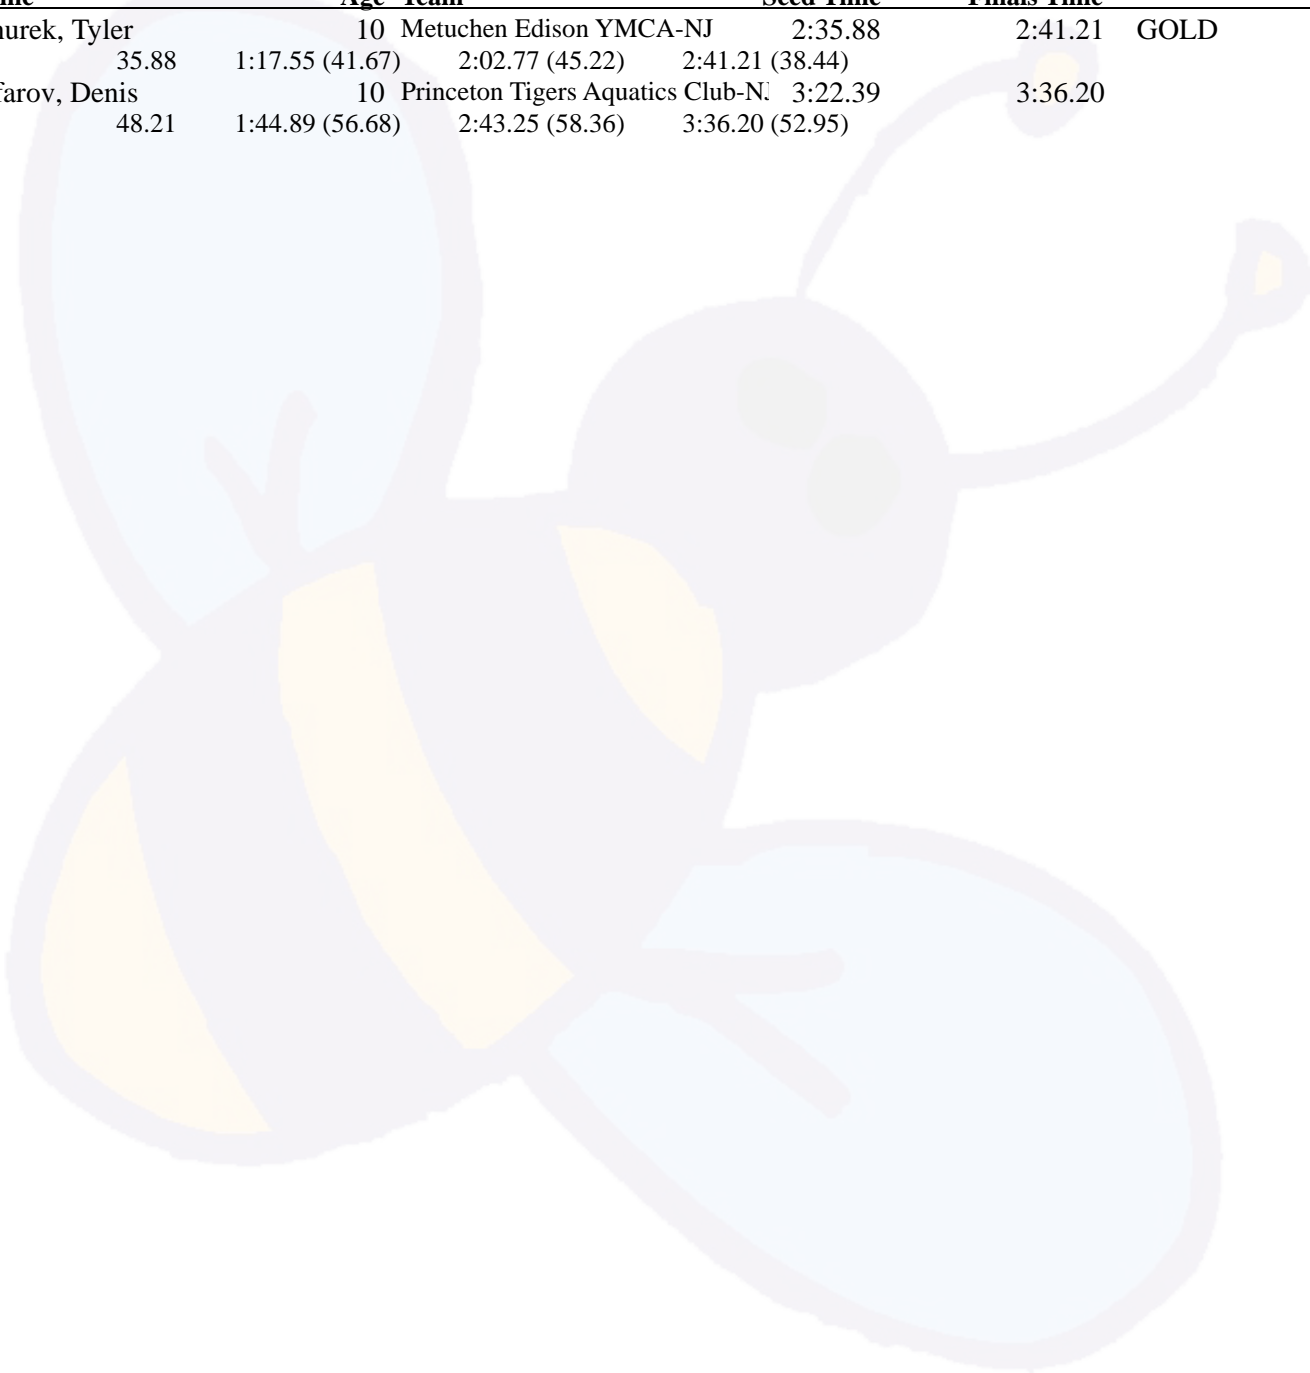 Age Team Seed Time Finals Time
urek, Tyler 10 Metuchen Edison YMCA-NJ 2:35.88 2:41.21 GOLD
35.88 1:17.55 (41.67) 2:02.77 (45.22) 2:41.21 (38.44)
farov, Denis 10 Princeton Tigers Aquatics Club-NJ 3:22.39 3:36.20
48.21 1:44.89 (56.68) 2:43.25 (58.36) 3:36.20 (52.95)